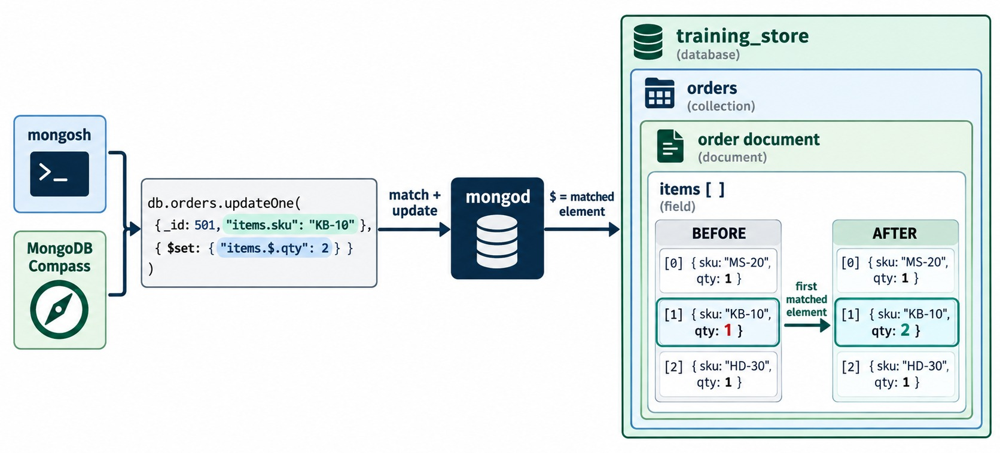 mongosh
>_
MongoDB
Compass
db.orders.updateOne(
{ _id: 501, "items.sku": "KB-10" },
{ $set: { "items.$.qty": 2 } }
)
match +
update
mongod
$ = matched
element
training_store
(database)
orders
(collection)
order document
(document)
items [ ]
(field)
BEFORE
[0] { sku: "MS-20",
qty: 1 }
[1] { sku: "KB-10",
qty: 1 }
[2] { sku: "HD-30",
qty: 1 }
first
matched
element
AFTER
[0] { sku: "MS-20",
qty: 1 }
[1] { sku: "KB-10",
qty: 2 }
[2] { sku: "HD-30",
qty: 1 }